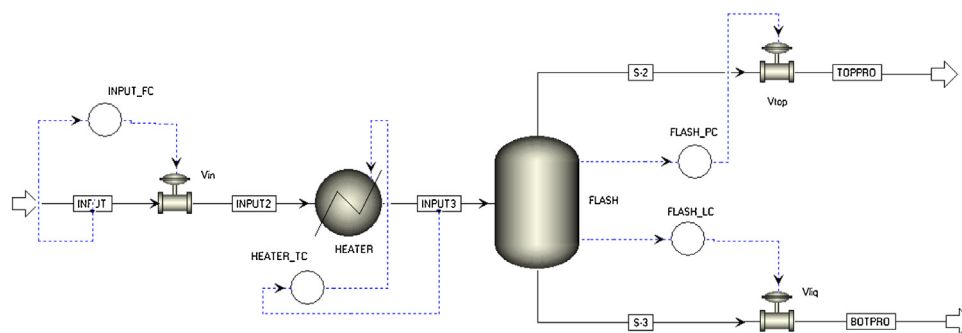 S-2
TOPPRO
Vtop
INPUT_FC
FLASH_PC
Vin
INPUT
INPUT2
INPUT3
FLASH
FLASH_LC
HEATER
HEATER_TC
Vliq
S-3
BOTPRO